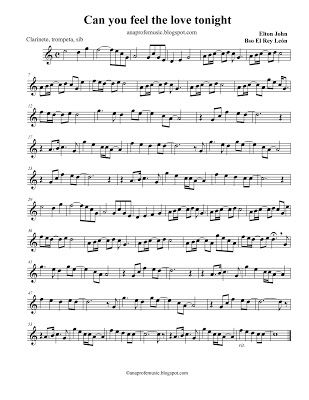 Can you feel the love tonight
anaprofemusic.blogspot.com
Elton John
Clarinete, trompeta, sib
Bso El Rey León
rit.
©anaprofemusic.blogspot.com